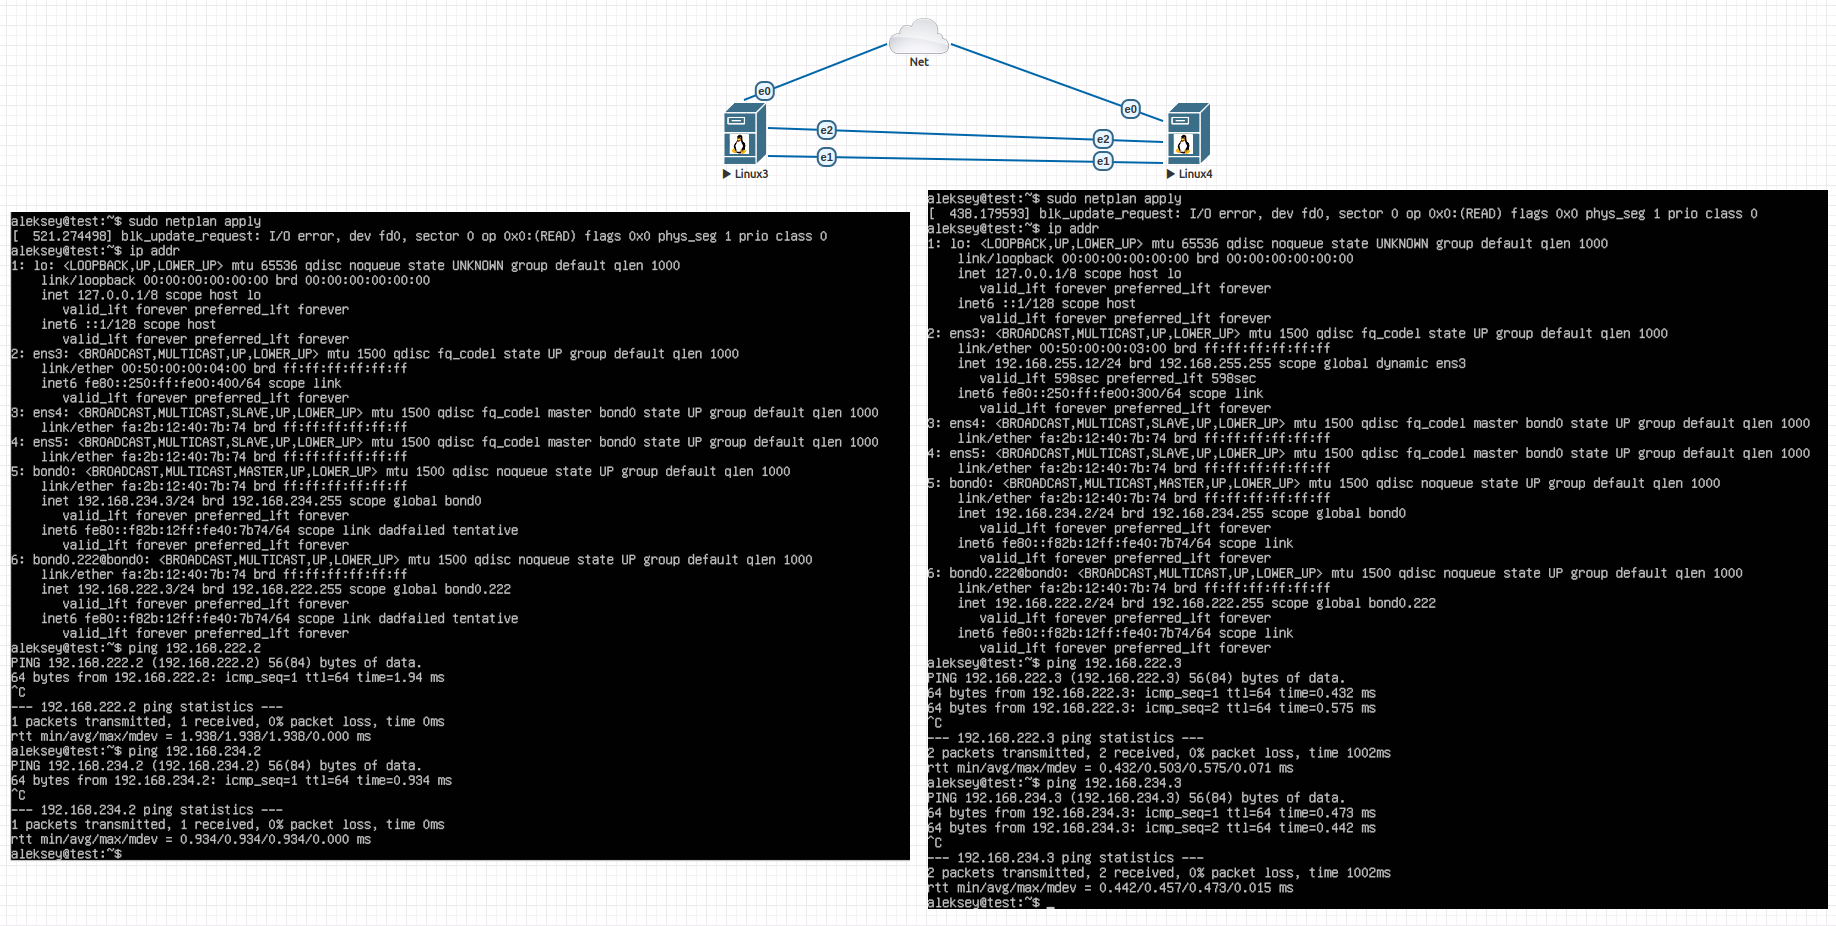 Net
e0
e0
e2
e2
e1
e1
Linux3
Linux4
aleksey@test:~$ sudo netplan apply
[  521.274498] blk_update_request: I/O error, dev fd0, sector 0 op 0x0:(READ) flags 0x0 phys_seg 1 prio class 0
aleksey@test:~$ ip addr
1: lo: <LOOPBACK,UP,LOWER_UP> mtu 65536 qdisc noqueue state UNKNOWN group default qlen 1000
    link/loopback 00:00:00:00:00:00 brd 00:00:00:00:00:00
    inet 127.0.0.1/8 scope host lo
       valid_lft forever preferred_lft forever
    inet6 ::1/128 scope host
       valid_lft forever preferred_lft forever
2: ens3: <BROADCAST,MULTICAST,UP,LOWER_UP> mtu 1500 qdisc fq_codel state UP group default qlen 1000
    link/ether 00:50:00:00:04:00 brd ff:ff:ff:ff:ff:ff
    inet6 fe80::250:ff:fe00:400/64 scope link
       valid_lft forever preferred_lft forever
3: ens4: <BROADCAST,MULTICAST,SLAVE,UP,LOWER_UP> mtu 1500 qdisc fq_codel master bond0 state UP group default qlen 1000
    link/ether fa:2b:12:40:7b:74 brd ff:ff:ff:ff:ff:ff
4: ens5: <BROADCAST,MULTICAST,SLAVE,UP,LOWER_UP> mtu 1500 qdisc fq_codel master bond0 state UP group default qlen 1000
    link/ether fa:2b:12:40:7b:74 brd ff:ff:ff:ff:ff:ff
5: bond0: <BROADCAST,MULTICAST,MASTER,UP,LOWER_UP> mtu 1500 qdisc noqueue state UP group default qlen 1000
    link/ether fa:2b:12:40:7b:74 brd ff:ff:ff:ff:ff:ff
    inet 192.168.234.3/24 brd 192.168.234.255 scope global bond0
       valid_lft forever preferred_lft forever
    inet6 fe80::f82b:12ff:fe40:7b74/64 scope link dadfailed tentative
       valid_lft forever preferred_lft forever
6: bond0.222@bond0: <BROADCAST,MULTICAST,UP,LOWER_UP> mtu 1500 qdisc noqueue state UP group default qlen 1000
    link/ether fa:2b:12:40:7b:74 brd ff:ff:ff:ff:ff:ff
    inet 192.168.222.3/24 brd 192.168.222.255 scope global bond0.222
       valid_lft forever preferred_lft forever
    inet6 fe80::f82b:12ff:fe40:7b74/64 scope link dadfailed tentative
       valid_lft forever preferred_lft forever
aleksey@test:~$ ping 192.168.222.2
PING 192.168.222.2 (192.168.222.2) 56(84) bytes of data.
64 bytes from 192.168.222.2: icmp_seq=1 ttl=64 time=1.94 ms
^C
--- 192.168.222.2 ping statistics ---
1 packets transmitted, 1 received, 0% packet loss, time 0ms
rtt min/avg/max/mdev = 1.938/1.938/1.938/0.000 ms
aleksey@test:~$ ping 192.168.234.2
PING 192.168.234.2 (192.168.234.2) 56(84) bytes of data.
64 bytes from 192.168.234.2: icmp_seq=1 ttl=64 time=0.934 ms
^C
--- 192.168.234.2 ping statistics ---
1 packets transmitted, 1 received, 0% packet loss, time 0ms
rtt min/avg/max/mdev = 0.934/0.934/0.934/0.000 ms
aleksey@test:~$
aleksey@test:~$ sudo netplan apply
[  438.179593] blk_update_request: I/O error, dev fd0, sector 0 op 0x0:(READ) flags 0x0 phys_seg 1 prio class 0
aleksey@test:~$ ip addr
1: lo: <LOOPBACK,UP,LOWER_UP> mtu 65536 qdisc noqueue state UNKNOWN group default qlen 1000
    link/loopback 00:00:00:00:00:00 brd 00:00:00:00:00:00
    inet 127.0.0.1/8 scope host lo
       valid_lft forever preferred_lft forever
    inet6 ::1/128 scope host
       valid_lft forever preferred_lft forever
2: ens3: <BROADCAST,MULTICAST,UP,LOWER_UP> mtu 1500 qdisc fq_codel state UP group default qlen 1000
    link/ether 00:50:00:00:03:00 brd ff:ff:ff:ff:ff:ff
    inet 192.168.255.12/24 brd 192.168.255.255 scope global dynamic ens3
       valid_lft 598sec preferred_lft 598sec
    inet6 fe80::250:ff:fe00:300/64 scope link
       valid_lft forever preferred_lft forever
3: ens4: <BROADCAST,MULTICAST,SLAVE,UP,LOWER_UP> mtu 1500 qdisc fq_codel master bond0 state UP group default qlen 1000
    link/ether fa:2b:12:40:7b:74 brd ff:ff:ff:ff:ff:ff
4: ens5: <BROADCAST,MULTICAST,SLAVE,UP,LOWER_UP> mtu 1500 qdisc fq_codel master bond0 state UP group default qlen 1000
    link/ether fa:2b:12:40:7b:74 brd ff:ff:ff:ff:ff:ff
5: bond0: <BROADCAST,MULTICAST,MASTER,UP,LOWER_UP> mtu 1500 qdisc noqueue state UP group default qlen 1000
    link/ether fa:2b:12:40:7b:74 brd ff:ff:ff:ff:ff:ff
    inet 192.168.234.2/24 brd 192.168.234.255 scope global bond0
       valid_lft forever preferred_lft forever
    inet6 fe80::f82b:12ff:fe40:7b74/64 scope link
       valid_lft forever preferred_lft forever
6: bond0.222@bond0: <BROADCAST,MULTICAST,UP,LOWER_UP> mtu 1500 qdisc noqueue state UP group default qlen 1000
    link/ether fa:2b:12:40:7b:74 brd ff:ff:ff:ff:ff:ff
    inet 192.168.222.2/24 brd 192.168.222.255 scope global bond0.222
       valid_lft forever preferred_lft forever
    inet6 fe80::f82b:12ff:fe40:7b74/64 scope link
       valid_lft forever preferred_lft forever
aleksey@test:~$ ping 192.168.222.3
PING 192.168.222.3 (192.168.222.3) 56(84) bytes of data.
64 bytes from 192.168.222.3: icmp_seq=1 ttl=64 time=0.432 ms
64 bytes from 192.168.222.3: icmp_seq=2 ttl=64 time=0.575 ms
^C
--- 192.168.222.3 ping statistics ---
2 packets transmitted, 2 received, 0% packet loss, time 1002ms
rtt min/avg/max/mdev = 0.432/0.503/0.575/0.071 ms
aleksey@test:~$ ping 192.168.234.3
PING 192.168.234.3 (192.168.234.3) 56(84) bytes of data.
64 bytes from 192.168.234.3: icmp_seq=1 ttl=64 time=0.473 ms
64 bytes from 192.168.234.3: icmp_seq=2 ttl=64 time=0.442 ms
^C
--- 192.168.234.3 ping statistics ---
2 packets transmitted, 2 received, 0% packet loss, time 1002ms
rtt min/avg/max/mdev = 0.442/0.457/0.473/0.015 ms
aleksey@test:~$ _